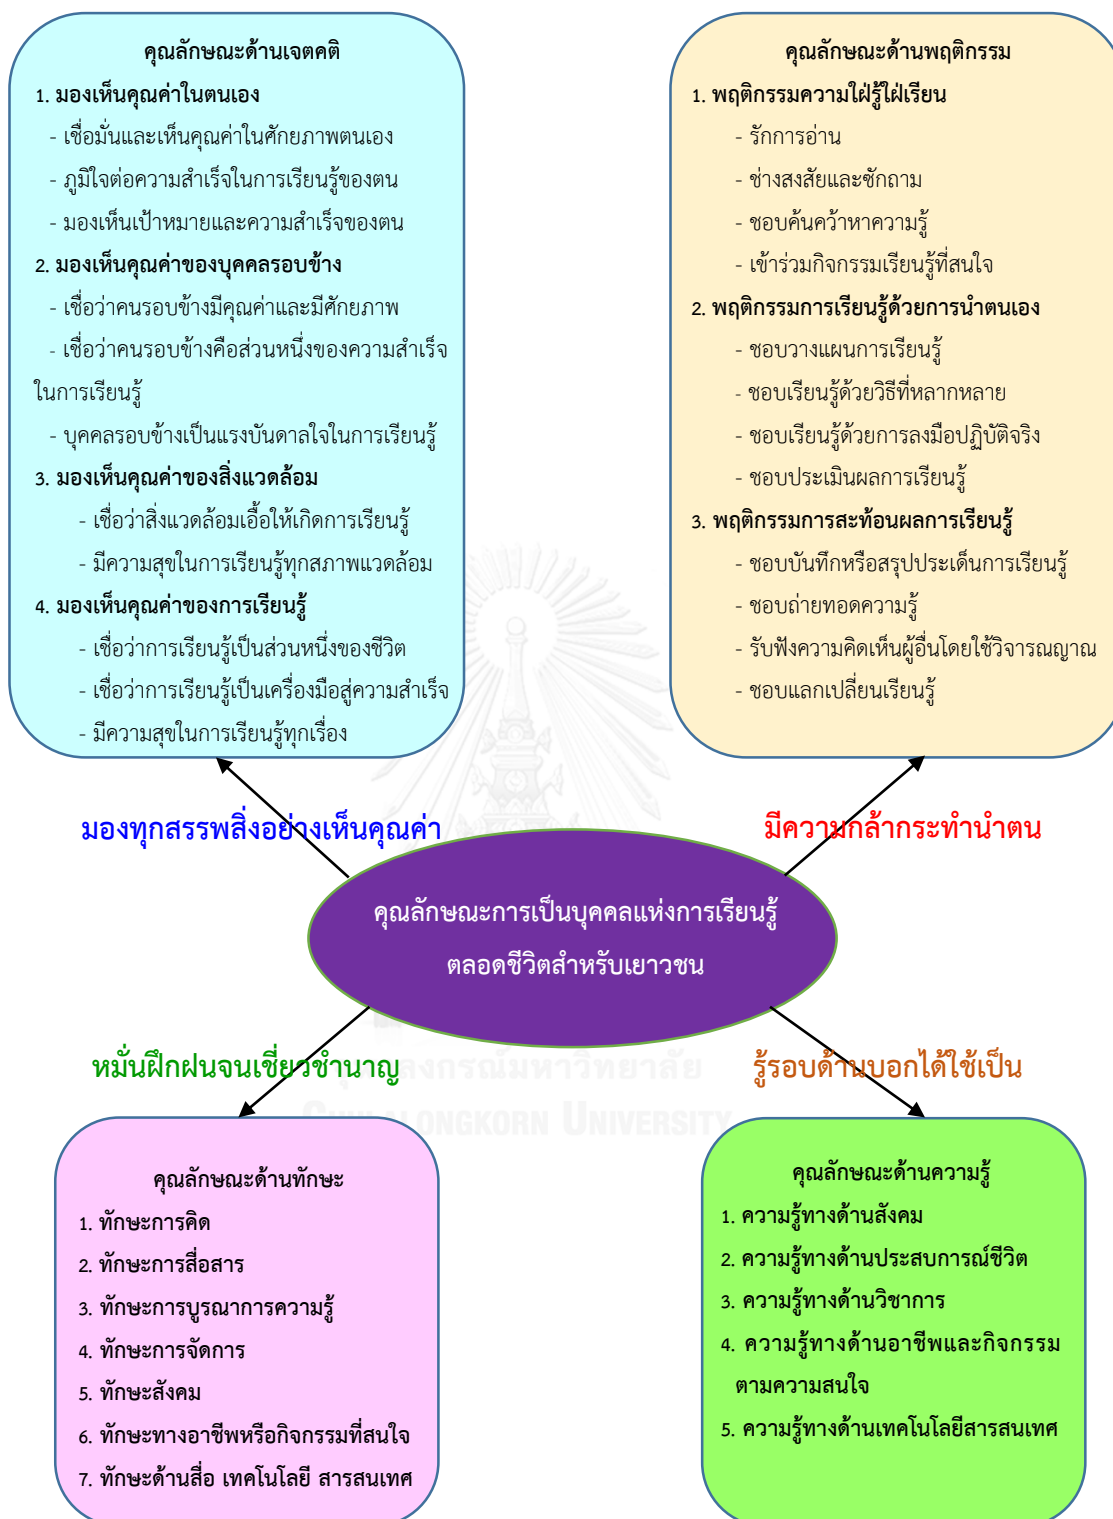 คุณลักษณะด้านเจตคติ
1. มองเห็นคุณค่าในตนเอง
- เชื่อมั่นและเห็นคุณค่าในศักยภาพตนเอง
- ภูมิใจต่อความสำเร็จในการเรียนรู้ของตน
- มองเห็นเป้าหมายและความสำเร็จของตน
2. มองเห็นคุณค่าของบุคคลรอบข้าง
- เชื่อว่าคนรอบข้างมีคุณค่าและมีศักยภาพ
- เชื่อว่าคนรอบข้างคือส่วนหนึ่งของความสำเร็จ
ในการเรียนรู้
- บุคคลรอบข้างเป็นแรงบันดาลใจในการเรียนรู้
3. มองเห็นคุณค่าของสิ่งแวดล้อม
- เชื่อว่าสิ่งแวดล้อมเอื้อให้เกิดการเรียนรู้
- มีความสุขในการเรียนรู้ทุกสภาพแวดล้อม
4. มองเห็นคุณค่าของการเรียนรู้
- เชื่อว่าการเรียนรู้เป็นส่วนหนึ่งของชีวิต
- เชื่อว่าการเรียนรู้เป็นเครื่องมือสู่ความสำเร็จ
- มีความสุขในการเรียนรู้ทุกเรื่อง
คุณลักษณะด้านพฤติกรรม
1. พฤติกรรมความใฝ่รู้ใฝ่เรียน
- รักการอ่าน
- ช่างสงสัยและซักถาม
- ชอบค้นคว้าหาความรู้
- เข้าร่วมกิจกรรมเรียนรู้ที่สนใจ
2. พฤติกรรมการเรียนรู้ด้วยการนำตนเอง
- ชอบวางแผนการเรียนรู้
- ชอบเรียนรู้ด้วยวิธีที่หลากหลาย
- ชอบเรียนรู้ด้วยการลงมือปฏิบัติจริง
- ชอบประเมินผลการเรียนรู้
3. พฤติกรรมการสะท้อนผลการเรียนรู้
- ชอบบันทึกหรือสรุปประเด็นการเรียนรู้
- ชอบถ่ายทอดความรู้
- รับฟังความคิดเห็นผู้อื่นโดยใช้วิจารณญาณ
- ชอบแลกเปลี่ยนเรียนรู้
มองทุกสรรพสิ่งอย่างเห็นคุณค่า
มีความกล้ากระทำนำตน
คุณลักษณะการเป็นบุคคลแห่งการเรียนรู้
ตลอดชีวิตสำหรับเยาวชน
หมั่นฝึกฝนจนเชี่ยวชำนาญ
รู้รอบด้านบอกได้ใช้เป็น
ลงกรณ์มหาวิทยาลัย
ONGKORN UNIVERSITY
คุณลักษณะด้านทักษะ
1. ทักษะการคิด
2. ทักษะการสื่อสาร
3. ทักษะการบูรณาการความรู้
4. ทักษะการจัดการ
5. ทักษะสังคม
6. ทักษะทางอาชีพหรือกิจกรรมที่สนใจ
7. ทักษะด้านสื่อ เทคโนโลยี สารสนเทศ
คุณลักษณะด้านความรู้
1. ความรู้ทางด้านสังคม
2. ความรู้ทางด้านประสบการณ์ชีวิต
3. ความรู้ทางด้านวิชาการ
4. ความรู้ทางด้านอาชีพและกิจกรรม
ตามความสนใจ
5. ความรู้ทางด้านเทคโนโลยีสารสนเทศ